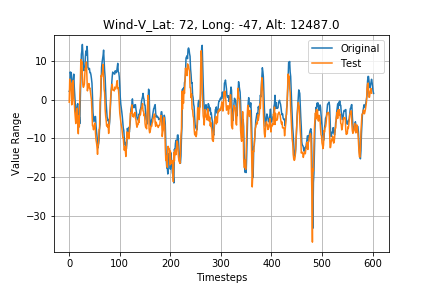 Wind-V_Lat: 72, Long: -47, Alt: 12487.0
Original
Test
Value Range
10
0
−10
−20
−30
0 100 200 300 400 500 600
Timesteps